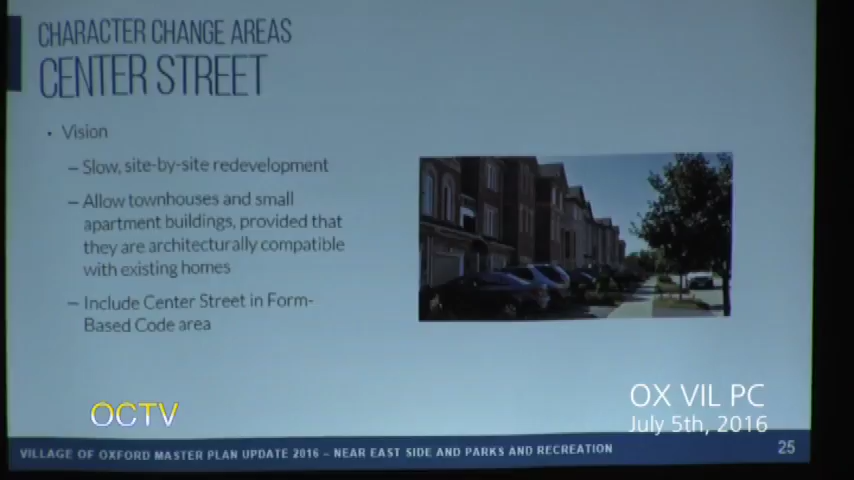 CHARACTER CHANGE AREAS
CENTER STREET
• Vision
– Slow, site-by-site redevelopment
– Allow townhouses and small
apartment buildings, provided that
they are architecturally compatible
with existing homes
– Include Center Street in Form-
Based Code area
OCTV
OX VIL PC
July 5th, 2016
VILLAGE OF OXFORD MASTER PLAN UPDATE 2016 – NEAR EAST SIDE AND PARKS AND RECREATION
25